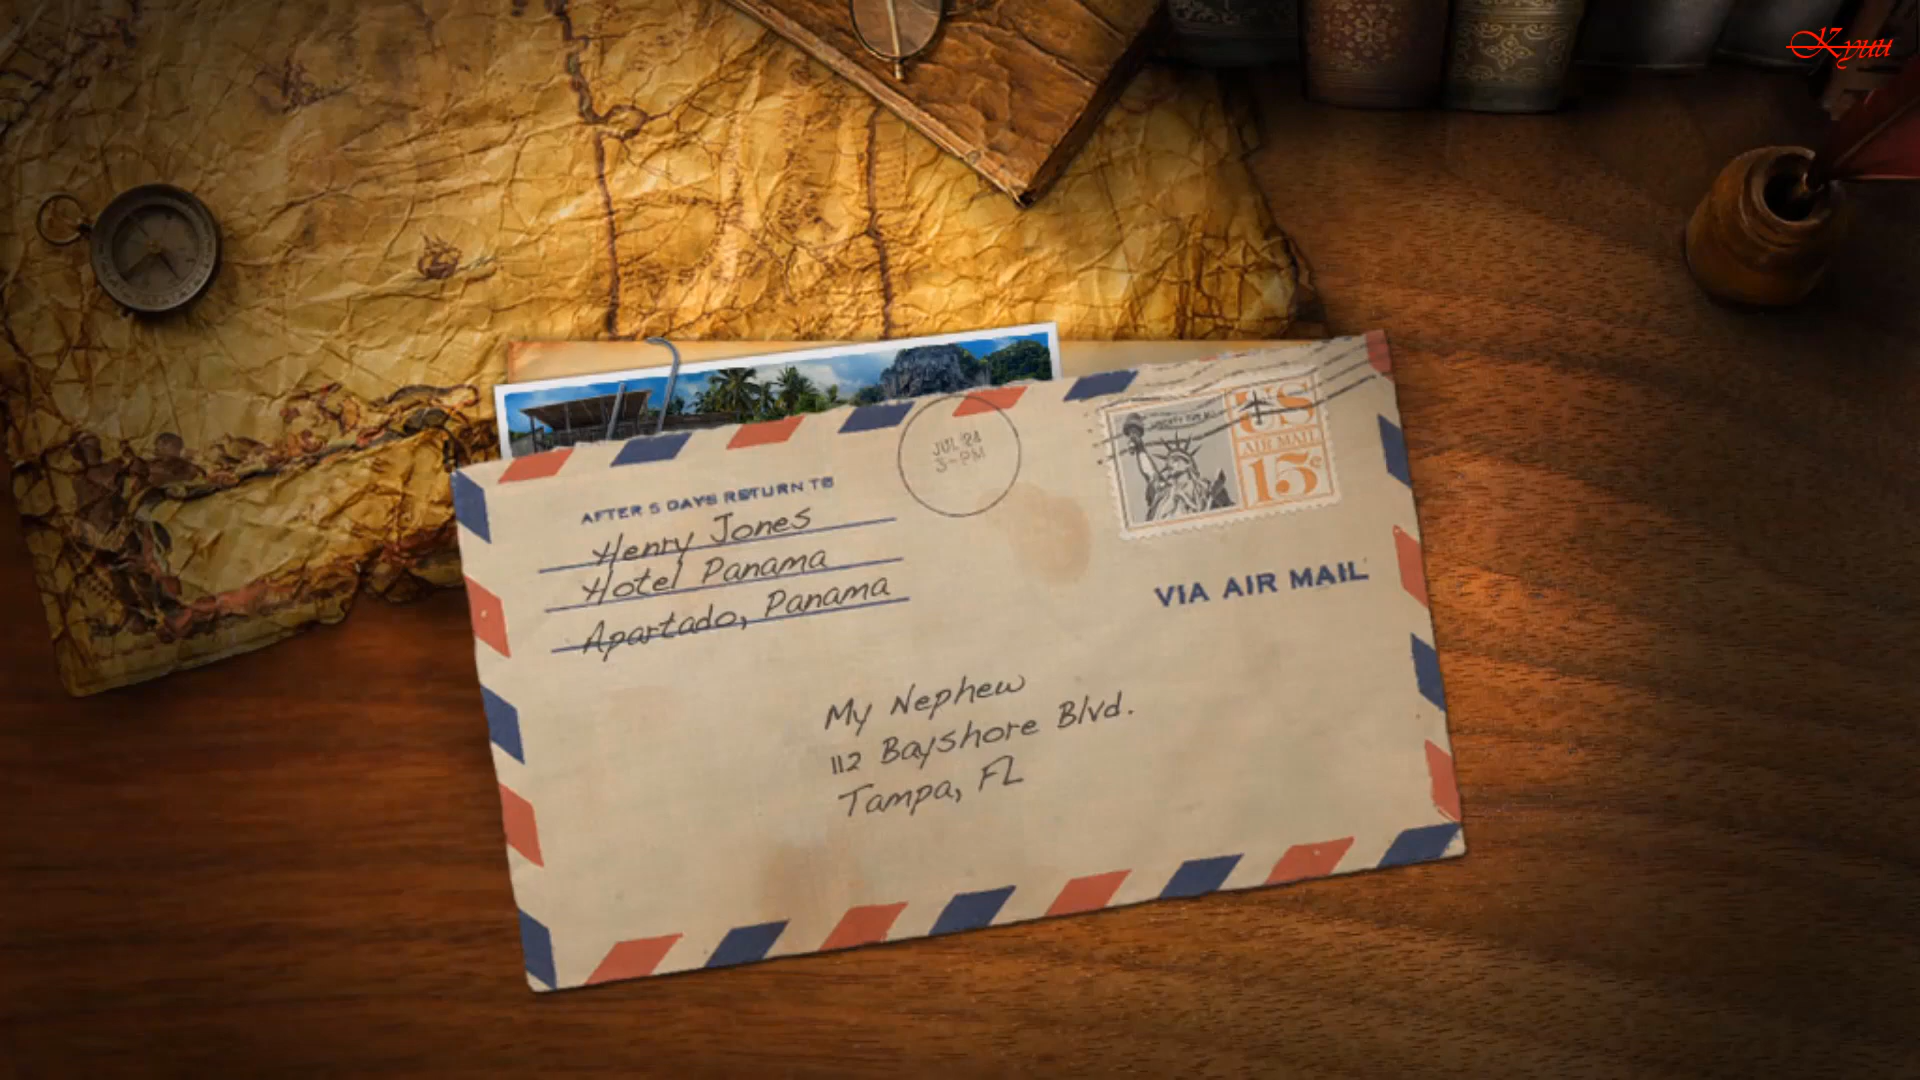 Kyuu
JUL 24
3-PM
US
AIR MAIL
15c
AFTER 5 DAYS RETURN TO
Henry Jones
Hotel Panama
Apartado, Panama
VIA AIR MAIL
My Nephew
112 Bayshore Blvd.
Tampa, FL